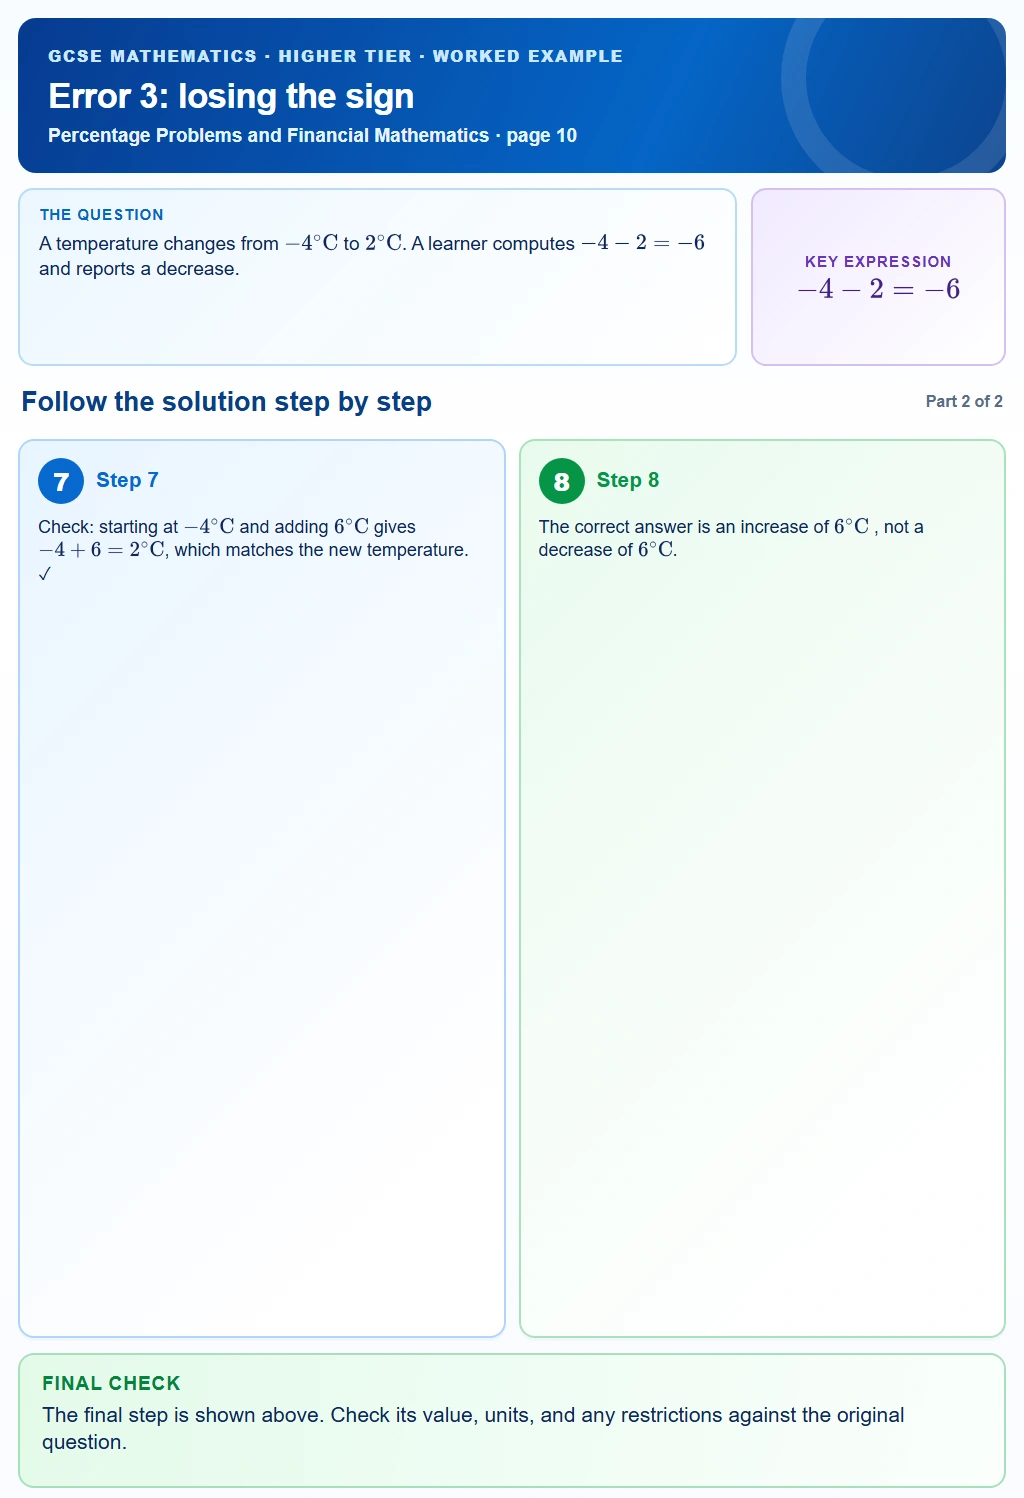 GCSE MATHEMATICS · HIGHER TIER · WORKED EXAMPLE
Error 3: losing the sign
Percentage Problems and Financial Mathematics · page 10
THE QUESTION
A temperature changes from −4°C to 2°C. A learner computes −4 − 2 = −6
and reports a decrease.
KEY EXPRESSION
−4 − 2 = −6
Follow the solution step by step
Part 2 of 2
7 Step 7
Check: starting at −4°C and adding 6°C gives
−4 + 6 = 2°C, which matches the new temperature.
✓
8 Step 8
The correct answer is an increase of 6°C , not a
decrease of 6°C.
FINAL CHECK
The final step is shown above. Check its value, units, and any restrictions against the original
question.